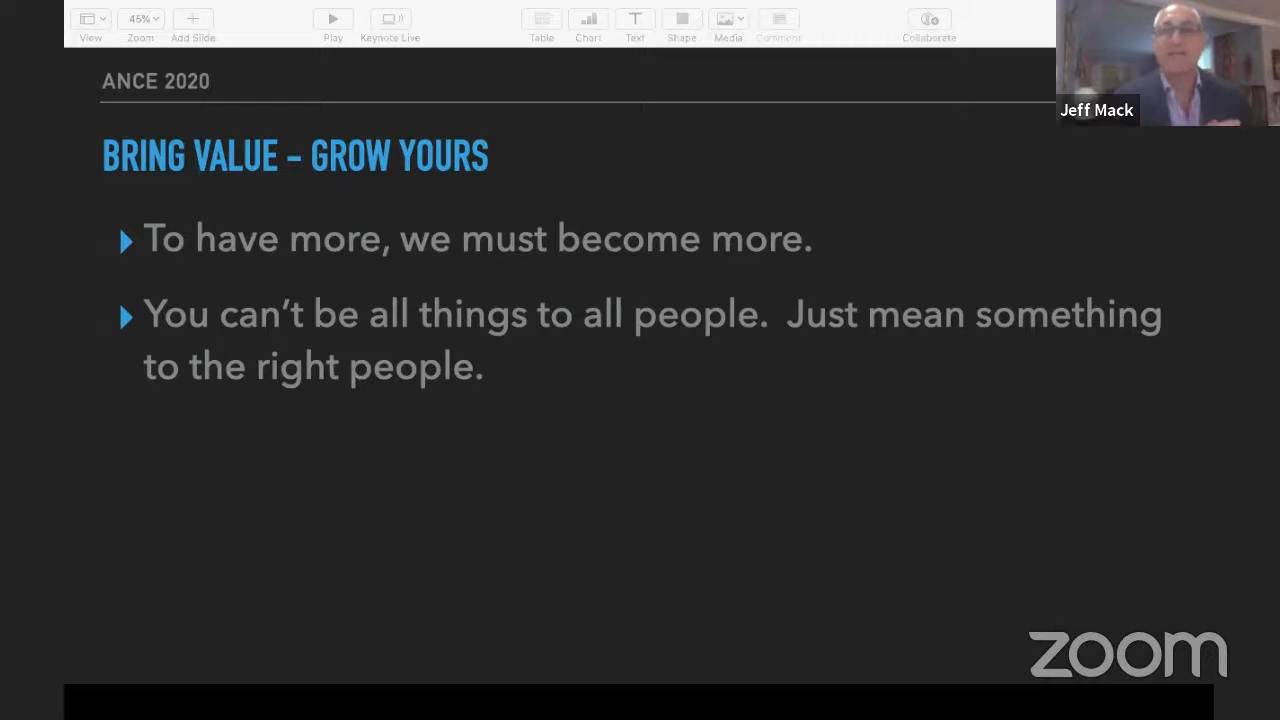 45%
View Zoom Add Slide Play Keynote Live Table Chart Text Shape Media Comment Collaborate
Jeff Mack
ANCE 2020
BRING VALUE – GROW YOURS
To have more, we must become more.
You can’t be all things to all people. Just mean something
to the right people.
zoom